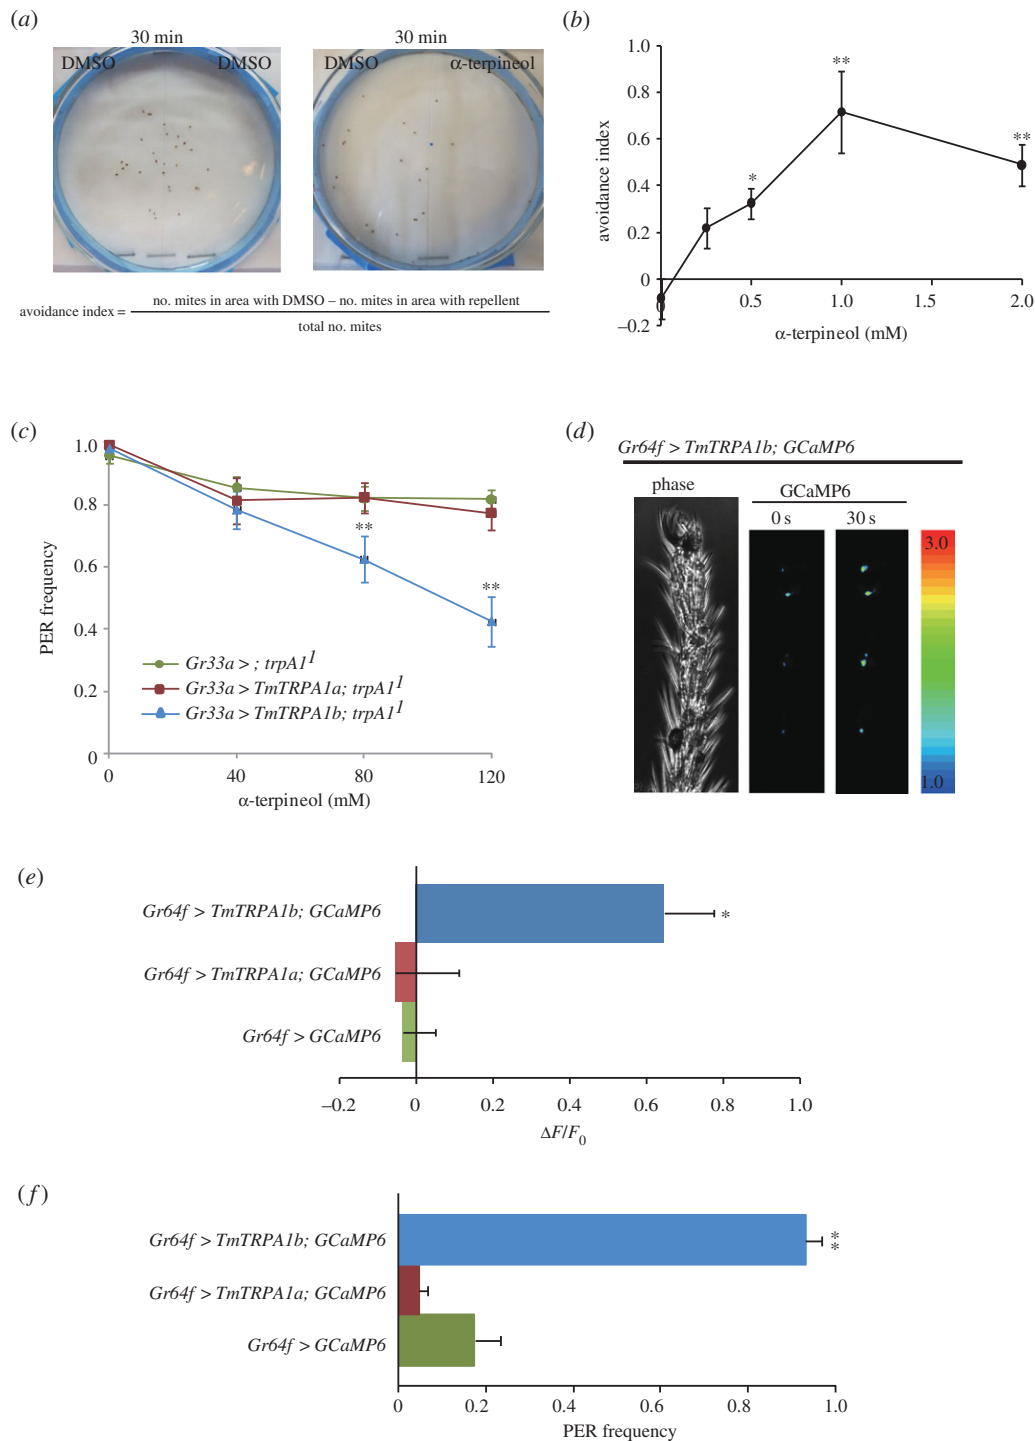 (a)
30 min
30 min
DMSO
DMSO
DMSO
α-terpineol
avoidance index = no. mites in area with DMSO – no. mites in area with repellent
total no. mites
(b)
1.0
0.8
0.6
0.4
0.2
0
–0.2
avoidance index
**
*
**
0
0.5
1.0
1.5
2.0
α-terpineol (mM)
(c)
1.0
0.8
0.6
0.4
0.2
0
PER frequency
**
**
Gr33a > ; trpA1¹
Gr33a > TmTRPA1a; trpA1¹
Gr33a > TmTRPA1b; trpA1¹
0
40
80
120
α-terpineol (mM)
(d)
Gr64f > TmTRPA1b; GCaMP6
phase
GCaMP6
0 s
30 s
3.0
1.0
(e)
Gr64f > TmTRPA1b; GCaMP6
*
Gr64f > TmTRPA1a; GCaMP6
Gr64f > GCaMP6
–0.2
0
0.2
0.4
0.6
0.8
1.0
ΔF/F₀
(f)
Gr64f > TmTRPA1b; GCaMP6
**
Gr64f > TmTRPA1a; GCaMP6
Gr64f > GCaMP6
0
0.2
0.4
0.6
0.8
1.0
PER frequency